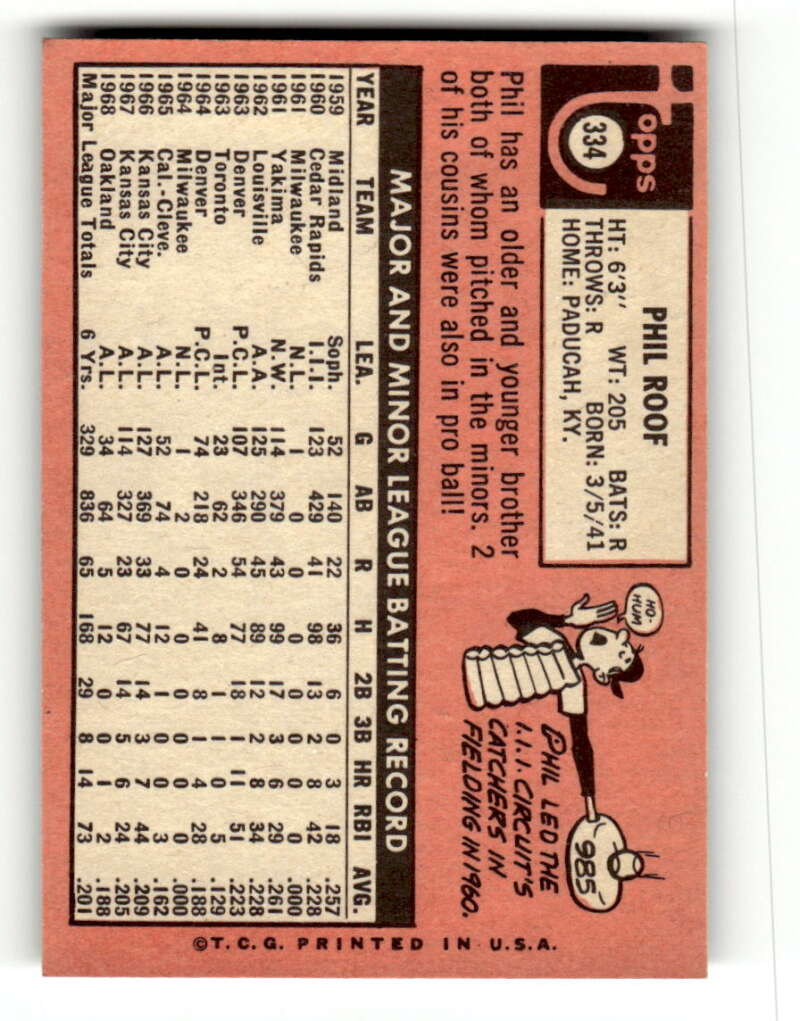 Topps
334
PHIL ROOF
HT: 6'3" WT: 205 BATS: R
THROWS: R BORN: 3/5/41
HOME: PADUCAH, KY.
Phil has an older and younger brother
both of whom pitched in the minors. 2
of his cousins were also in pro ball!
HO-
HUM
985
PHIL LED THE
I.I.I. CIRCUIT'S
CATCHERS IN
FIELDING IN 1960.
MAJOR AND MINOR LEAGUE BATTING RECORD
YEAR TEAM LEA. G AB R H 2B 3B HR RBI AVG.
1959 Midland Soph. 52 140 22 36 6 0 3 18 .257
1960 Cedar Rapids I.I.I. 123 429 41 98 13 2 8 42 .228
1961 Milwaukee N.L. 1 0 0 0 0 0 0 0 .000
1961 Yakima N.W. 114 379 43 99 17 3 6 29 .261
1962 Louisville A.A. 125 290 45 89 12 2 8 34 .228
1963 Denver P.C.L. 107 346 54 77 18 1 11 51 .223
1963 Toronto Int. 23 62 2 8 1 1 0 5 .129
1964 Denver P.C.L. 74 218 24 41 8 1 4 28 .188
1964 Milwaukee N.L. 1 2 0 0 0 0 0 0 .000
1965 Cal.-Cleve. A.L. 52 74 4 12 1 0 0 3 .162
1966 Kansas City A.L. 127 369 33 77 14 3 7 44 .209
1967 Kansas City A.L. 114 327 23 67 14 5 6 24 .205
1968 Oakland A.L. 34 64 5 12 0 0 1 2 .188
Major League Totals 6 Yrs. 329 836 65 168 29 8 14 73 .201
©T.C.G. PRINTED IN U.S.A.